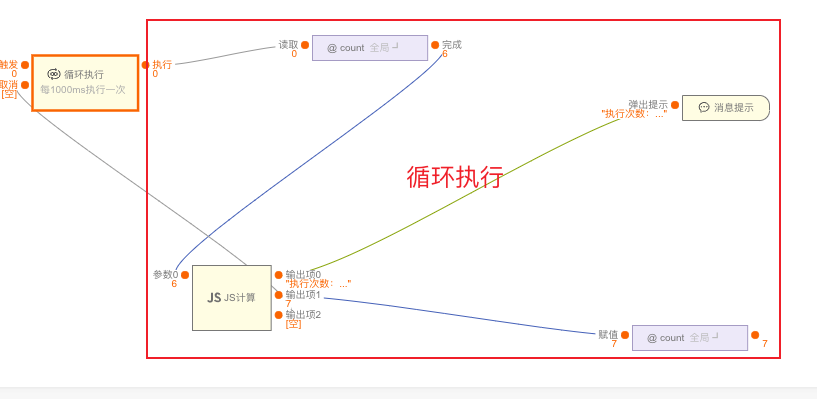 读取
0
@ count 全局
完成
6
触发
0
取消
[空]
循环执行
每1000ms执行一次
执行
0
弹出提示
"执行次数：..."
消息提示
循环执行
参数0
6
JS JS计算
输出项0
"执行次数：..."
输出项1
7
输出项2
[空]
赋值
7
@ count 全局
7